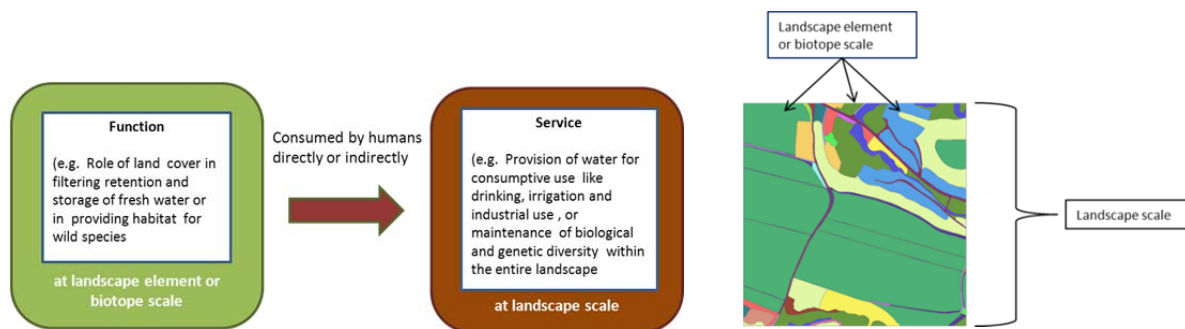 Function
(e.g. Role of land cover in
filtering retention and
storage of fresh water or
in providing habitat for
wild species
at landscape element or
biotope scale
Consumed by humans
directly or indirectly
Service
(e.g. Provision of water for
consumptive use like
drinking, irrigation and
industrial use , or
maintenance of biological
and genetic diversity within
the entire landscape
at landscape scale
Landscape element
or biotope scale
Landscape scale